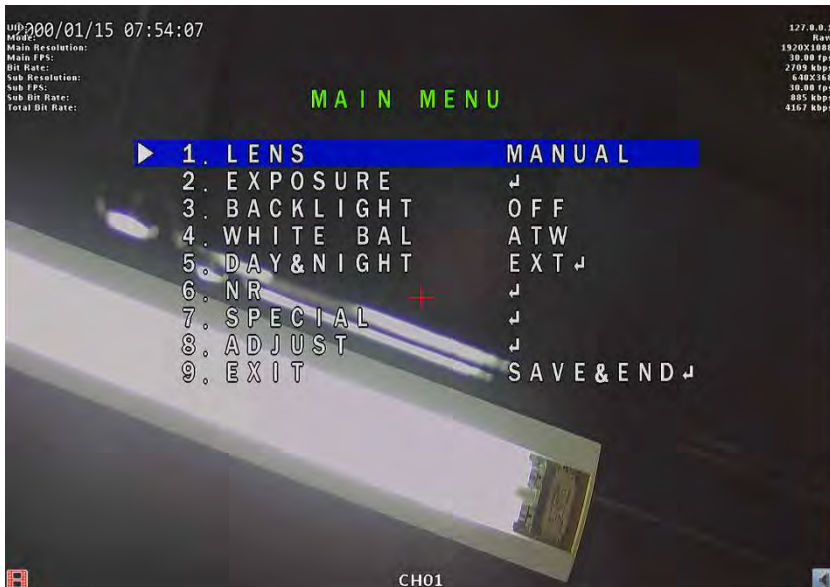 2000/01/15 07:54:07
UID:
Mode:
Main Resolution:
Main FPS:
Bit Rate:
Sub Resolution:
Sub FPS:
Sub Bit Rate:
Total Bit Rate:
127.0.0.1
Raw
1920X1080
30.00 fps
2709 kbps
640X368
30.00 fps
885 kbps
4167 kbps
MAIN MENU
1. LENS MANUAL
2. EXPOSURE ↲
3. BACKLIGHT OFF
4. WHITE BAL ATW
5. DAY&NIGHT EXT↲
6. NR ↲
7. SPECIAL ↲
8. ADJUST ↲
9. EXIT SAVE&END↲
CH01